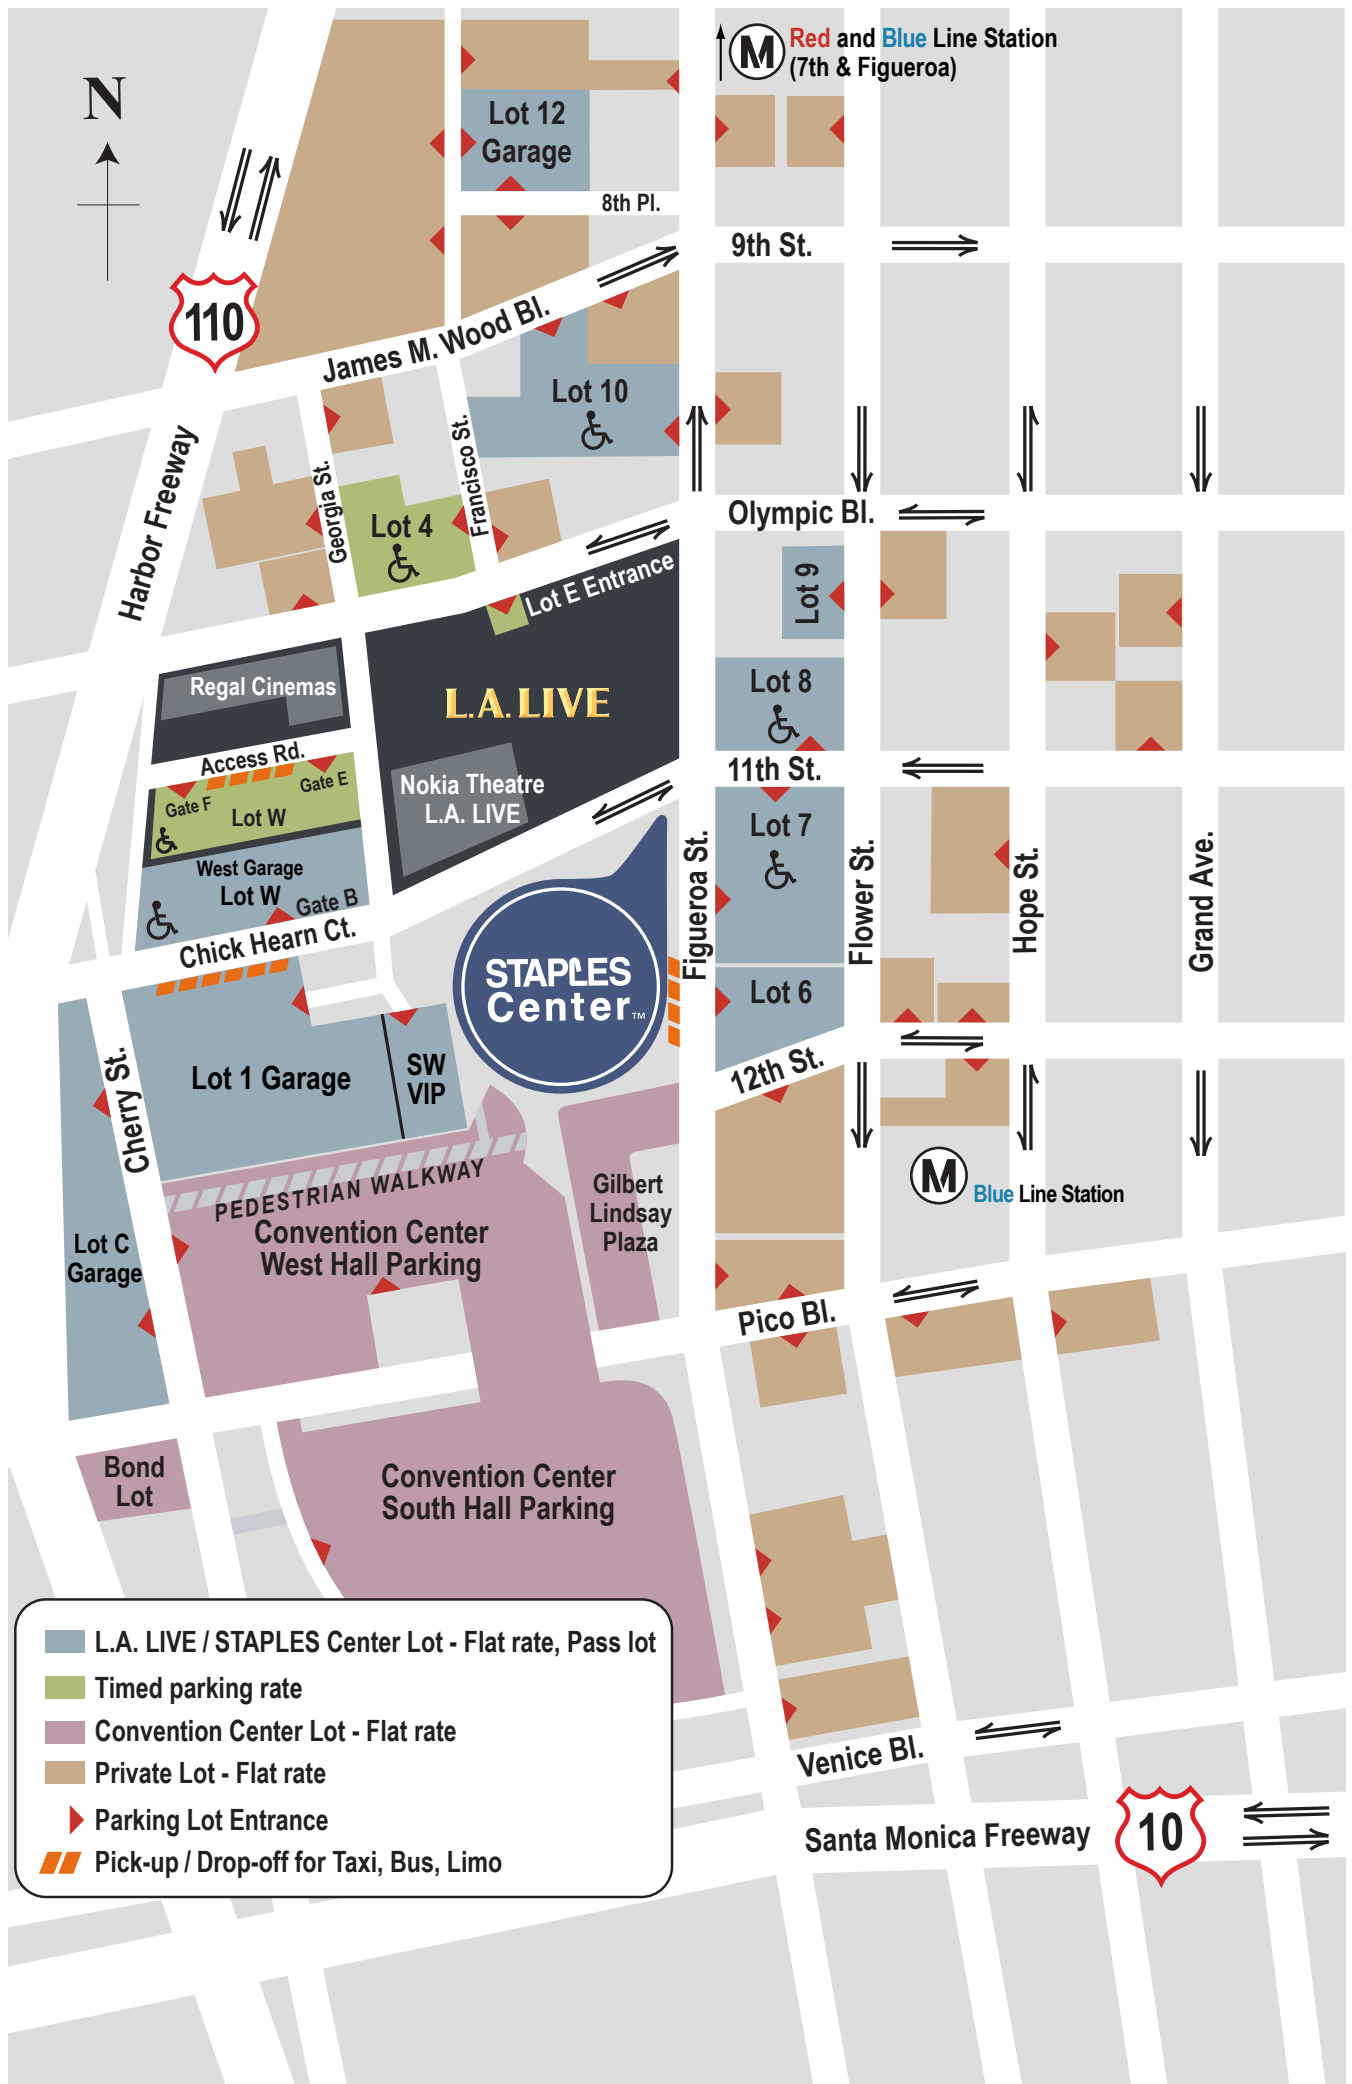 N
M
Red and Blue Line Station
(7th & Figueroa)
Lot 12
Garage
8th Pl.
9th St.
110
James M. Wood Bl.
Lot 10
Harbor Freeway
Georgia St.
Francisco St.
Lot 4
Olympic Bl.
Lot E Entrance
Lot 9
Regal Cinemas
L.A. LIVE
Lot 8
Access Rd.
Gate F
Gate E
Lot W
Nokia Theatre
L.A. LIVE
11th St.
Lot 7
West Garage
Lot W
Gate B
Chick Hearn Ct.
Figueroa St.
Flower St.
Hope St.
Grand Ave.
STAPLES
Center™
Lot 6
12th St.
Cherry St.
Lot 1 Garage
SW
VIP
PEDESTRIAN WALKWAY
M
Blue Line Station
Gilbert
Lindsay
Plaza
Convention Center
West Hall Parking
Lot C
Garage
Pico Bl.
Bond
Lot
Convention Center
South Hall Parking
L.A. LIVE / STAPLES Center Lot - Flat rate, Pass lot
Timed parking rate
Convention Center Lot - Flat rate
Private Lot - Flat rate
Parking Lot Entrance
Pick-up / Drop-off for Taxi, Bus, Limo
Venice Bl.
Santa Monica Freeway
10